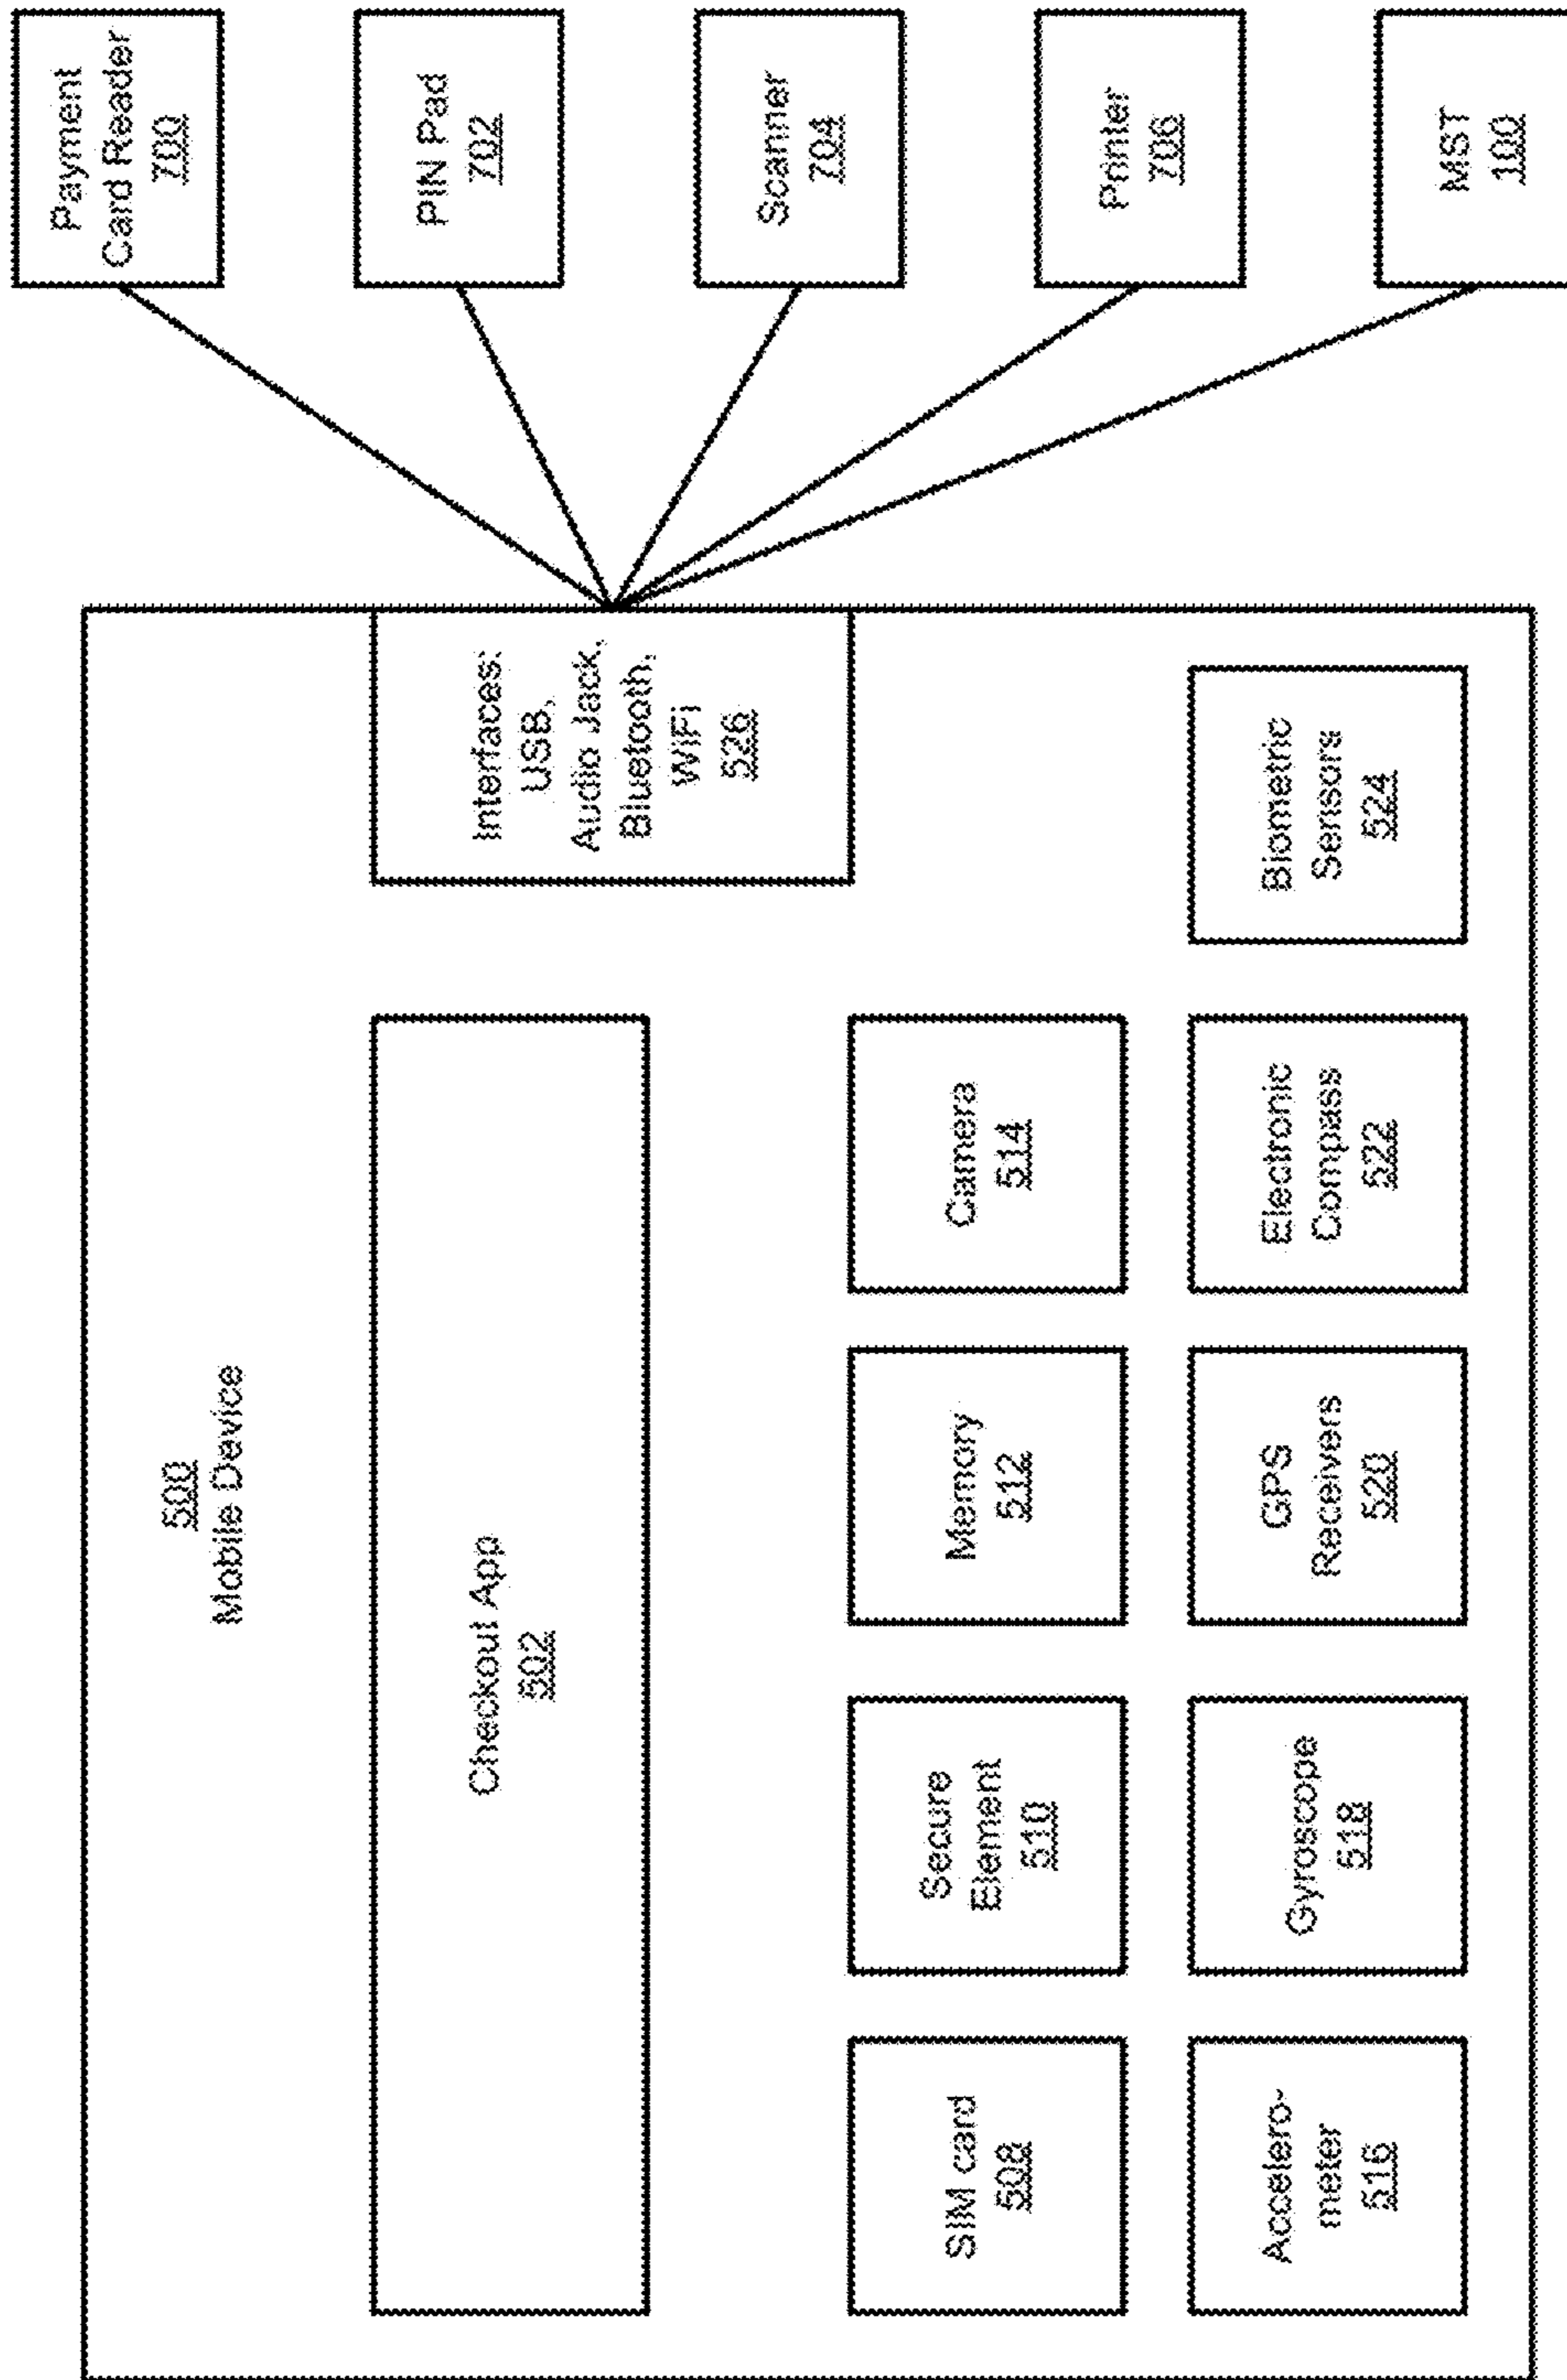 500
Mobile Device
Checkout App
502
Interfaces:
USB,
Audio Jack,
Bluetooth,
WiFi
526
SIM card
508
Secure
Element
510
Memory
512
Camera
514
Accelero-
meter
516
Gyroscope
518
GPS
Receivers
520
Electronic
Compass
522
Biometric
Sensors
524
Payment
Card Reader
700
PIN Pad
702
Scanner
704
Printer
706
MST
100